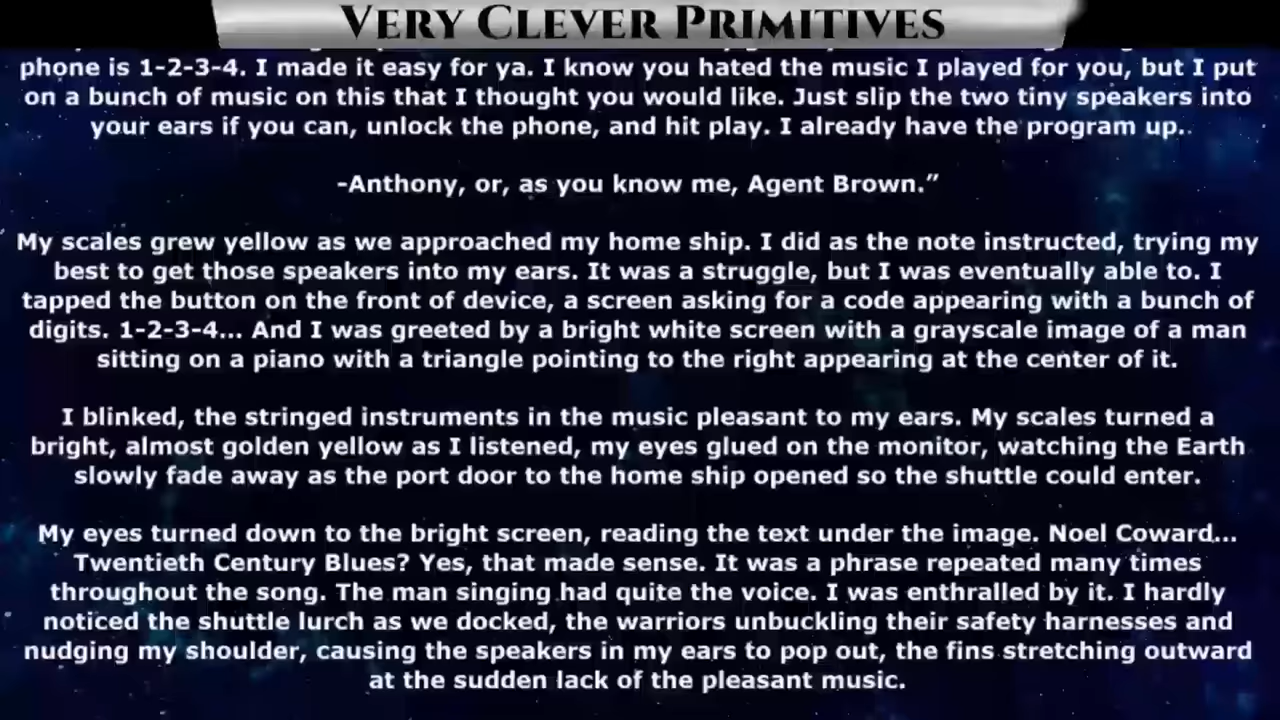 VERY CLEVER PRIMITIVES
phone is 1-2-3-4. I made it easy for ya. I know you hated the music I played for you, but I put
on a bunch of music on this that I thought you would like. Just slip the two tiny speakers into
your ears if you can, unlock the phone, and hit play. I already have the program up..
-Anthony, or, as you know me, Agent Brown.”
My scales grew yellow as we approached my home ship. I did as the note instructed, trying my
best to get those speakers into my ears. It was a struggle, but I was eventually able to. I
tapped the button on the front of device, a screen asking for a code appearing with a bunch of
digits. 1-2-3-4... And I was greeted by a bright white screen with a grayscale image of a man
sitting on a piano with a triangle pointing to the right appearing at the center of it.
I blinked, the stringed instruments in the music pleasant to my ears. My scales turned a
bright, almost golden yellow as I listened, my eyes glued on the monitor, watching the Earth
slowly fade away as the port door to the home ship opened so the shuttle could enter.
My eyes turned down to the bright screen, reading the text under the image. Noel Coward...
Twentieth Century Blues? Yes, that made sense. It was a phrase repeated many times
throughout the song. The man singing had quite the voice. I was enthralled by it. I hardly
noticed the shuttle lurch as we docked, the warriors unbuckling their safety harnesses and
nudging my shoulder, causing the speakers in my ears to pop out, the fins stretching outward
at the sudden lack of the pleasant music.